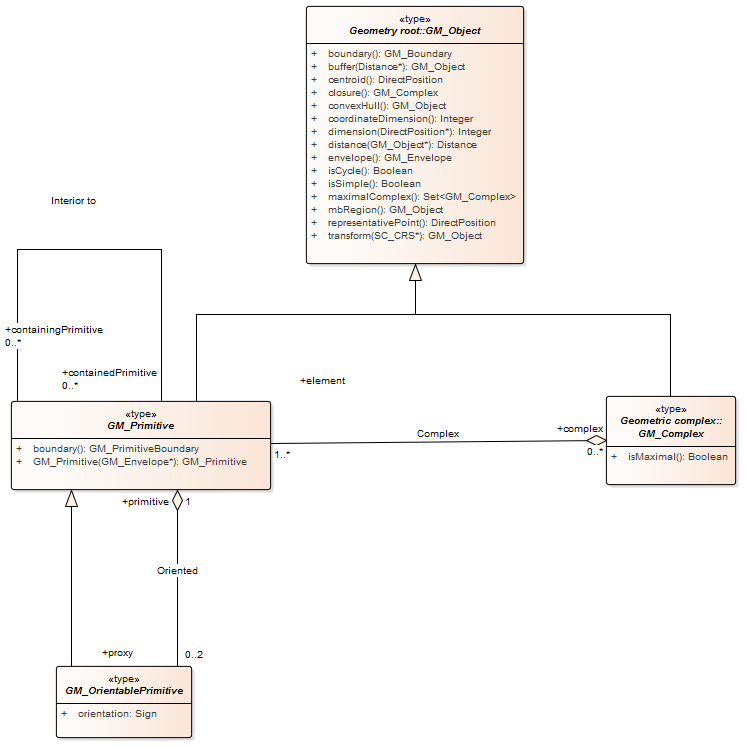 «type»
Geometry root::GM_Object
+ boundary(): GM_Boundary
+ buffer(Distance*): GM_Object
+ centroid(): DirectPosition
+ closure(): GM_Complex
+ convexHull(): GM_Object
+ coordinateDimension(): Integer
+ dimension(DirectPosition*): Integer
+ distance(GM_Object*): Distance
+ envelope(): GM_Envelope
+ isCycle(): Boolean
+ isSimple(): Boolean
+ maximalComplex(): Set<GM_Complex>
+ mbRegion(): GM_Object
+ representativePoint(): DirectPosition
+ transform(SC_CRS*): GM_Object
Interior to
+containingPrimitive
0..*
+containedPrimitive
0..*
+element
«type»
GM_Primitive
+ boundary(): GM_PrimitiveBoundary
+ GM_Primitive(GM_Envelope*): GM_Primitive
1..*
Complex
+complex
0..*
«type»
Geometric complex::
GM_Complex
+ isMaximal(): Boolean
+primitive
1
Oriented
+proxy
0..2
«type»
GM_OrientablePrimitive
+ orientation: Sign